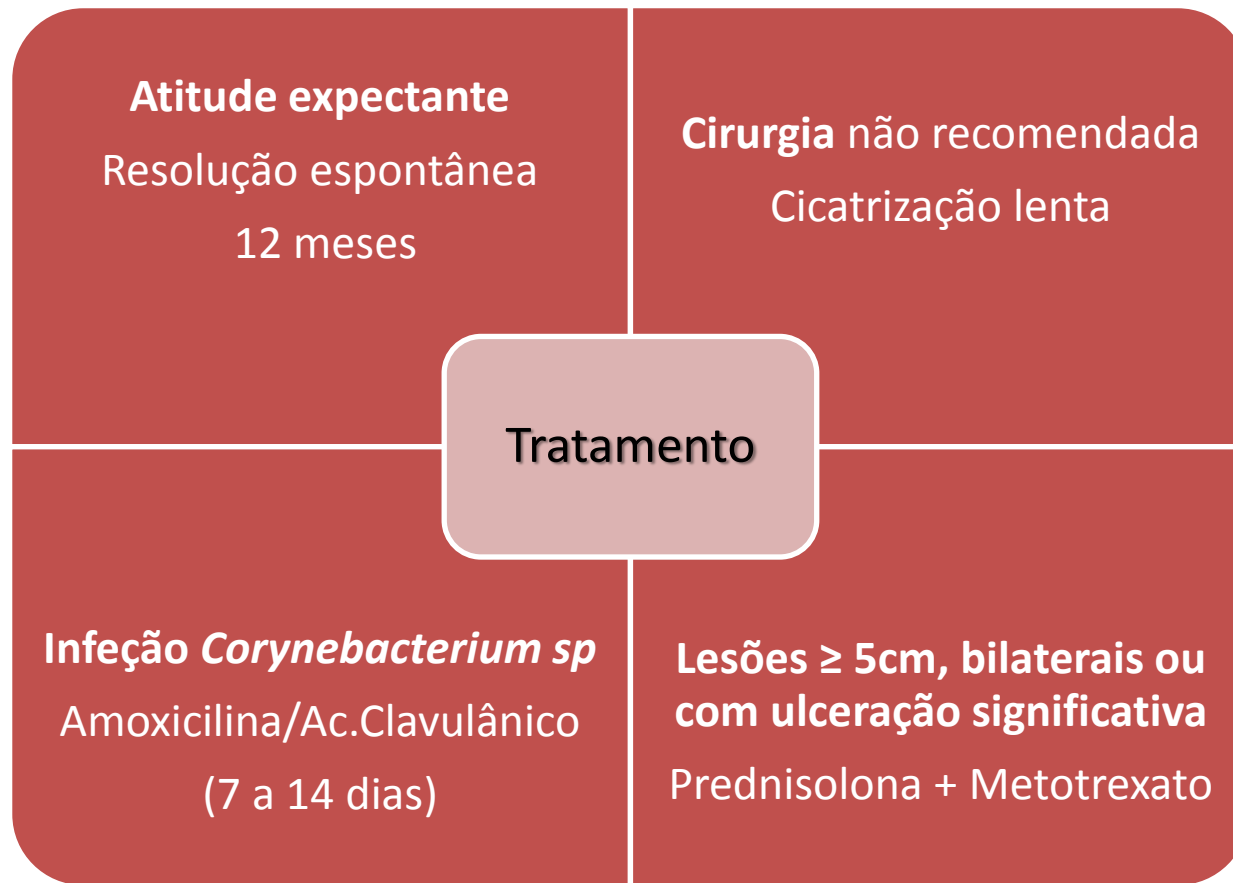 Atitude expectante
Resolução espontânea
12 meses
Cirurgia não recomendada
Cicatrização lenta
Tratamento
Infeção Corynebacterium sp
Amoxicilina/Ac.Clavulânico
(7 a 14 dias)
Lesões ≥ 5cm, bilaterais ou
com ulceração significativa
Prednisolona + Metotrexato